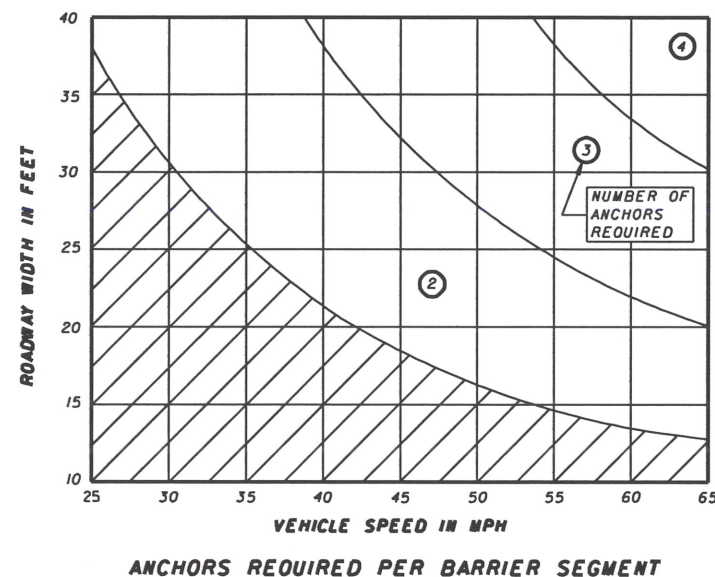 40
35
30
25
20
15
10
ROADWAY WIDTH IN FEET
4
3
2
NUMBER OF
ANCHORS
REQUIRED
25 30 35 40 45 50 55 60 65
VEHICLE SPEED IN MPH
ANCHORS REQUIRED PER BARRIER SEGMENT